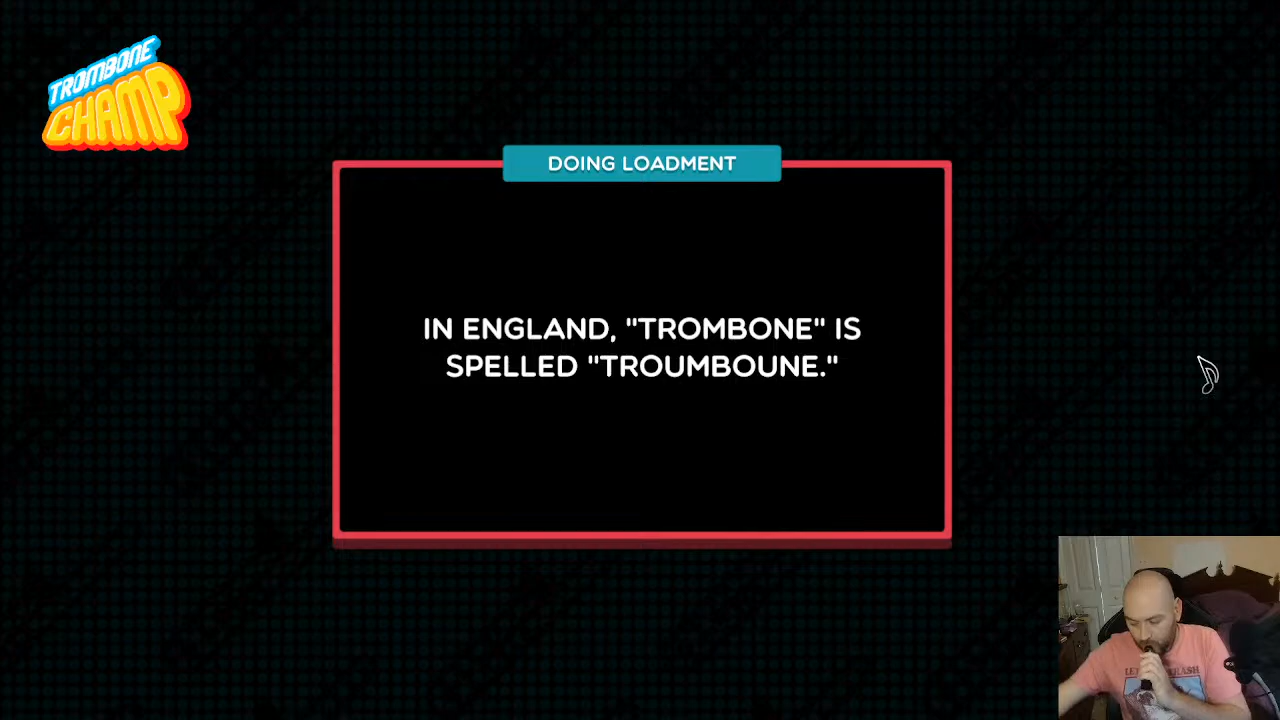 TROMBONE
CHAMP
DOING LOADMENT
IN ENGLAND, "TROMBONE" IS
SPELLED "TROUMBOUNE."